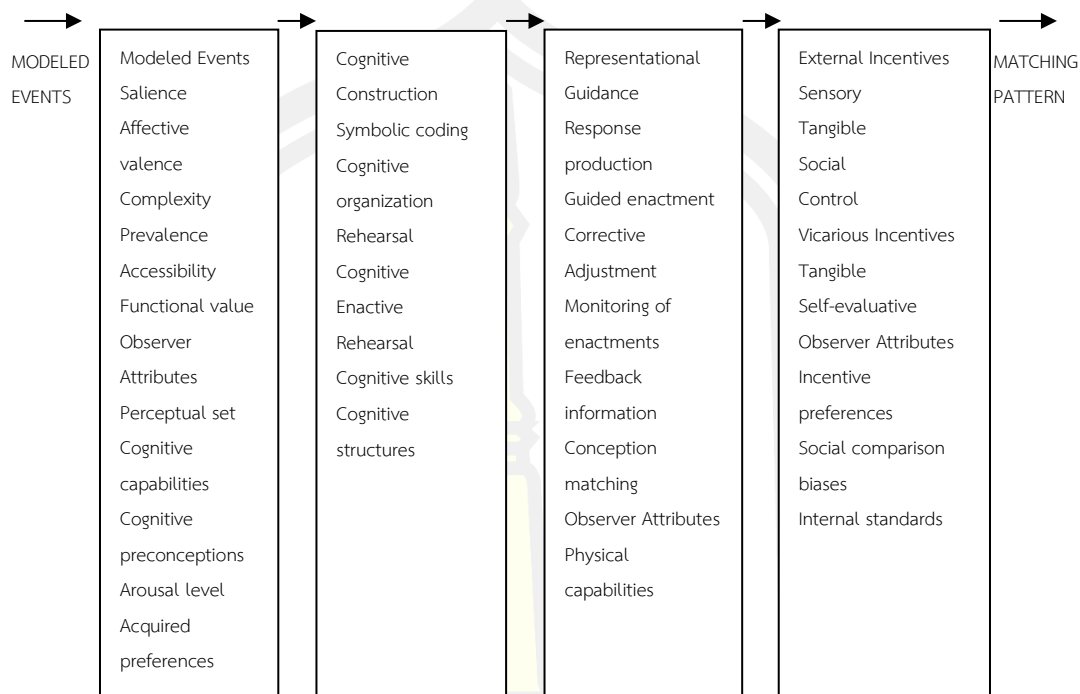 MODELED
EVENTS
Modeled Events
Salience
Affective
valence
Complexity
Prevalence
Accessibility
Functional value
Observer
Attributes
Perceptual set
Cognitive
capabilities
Cognitive
preconceptions
Arousal level
Acquired
preferences
Cognitive
Construction
Symbolic coding
Cognitive
organization
Rehearsal
Cognitive
Enactive
Rehearsal
Cognitive skills
Cognitive
structures
Representational
Guidance
Response
production
Guided enactment
Corrective
Adjustment
Monitoring of
enactments
Feedback
information
Conception
matching
Observer Attributes
Physical
capabilities
External Incentives
Sensory
Tangible
Social
Control
Vicarious Incentives
Tangible
Self-evaluative
Observer Attributes
Incentive
preferences
Social comparison
biases
Internal standards
MATCHING
PATTERN